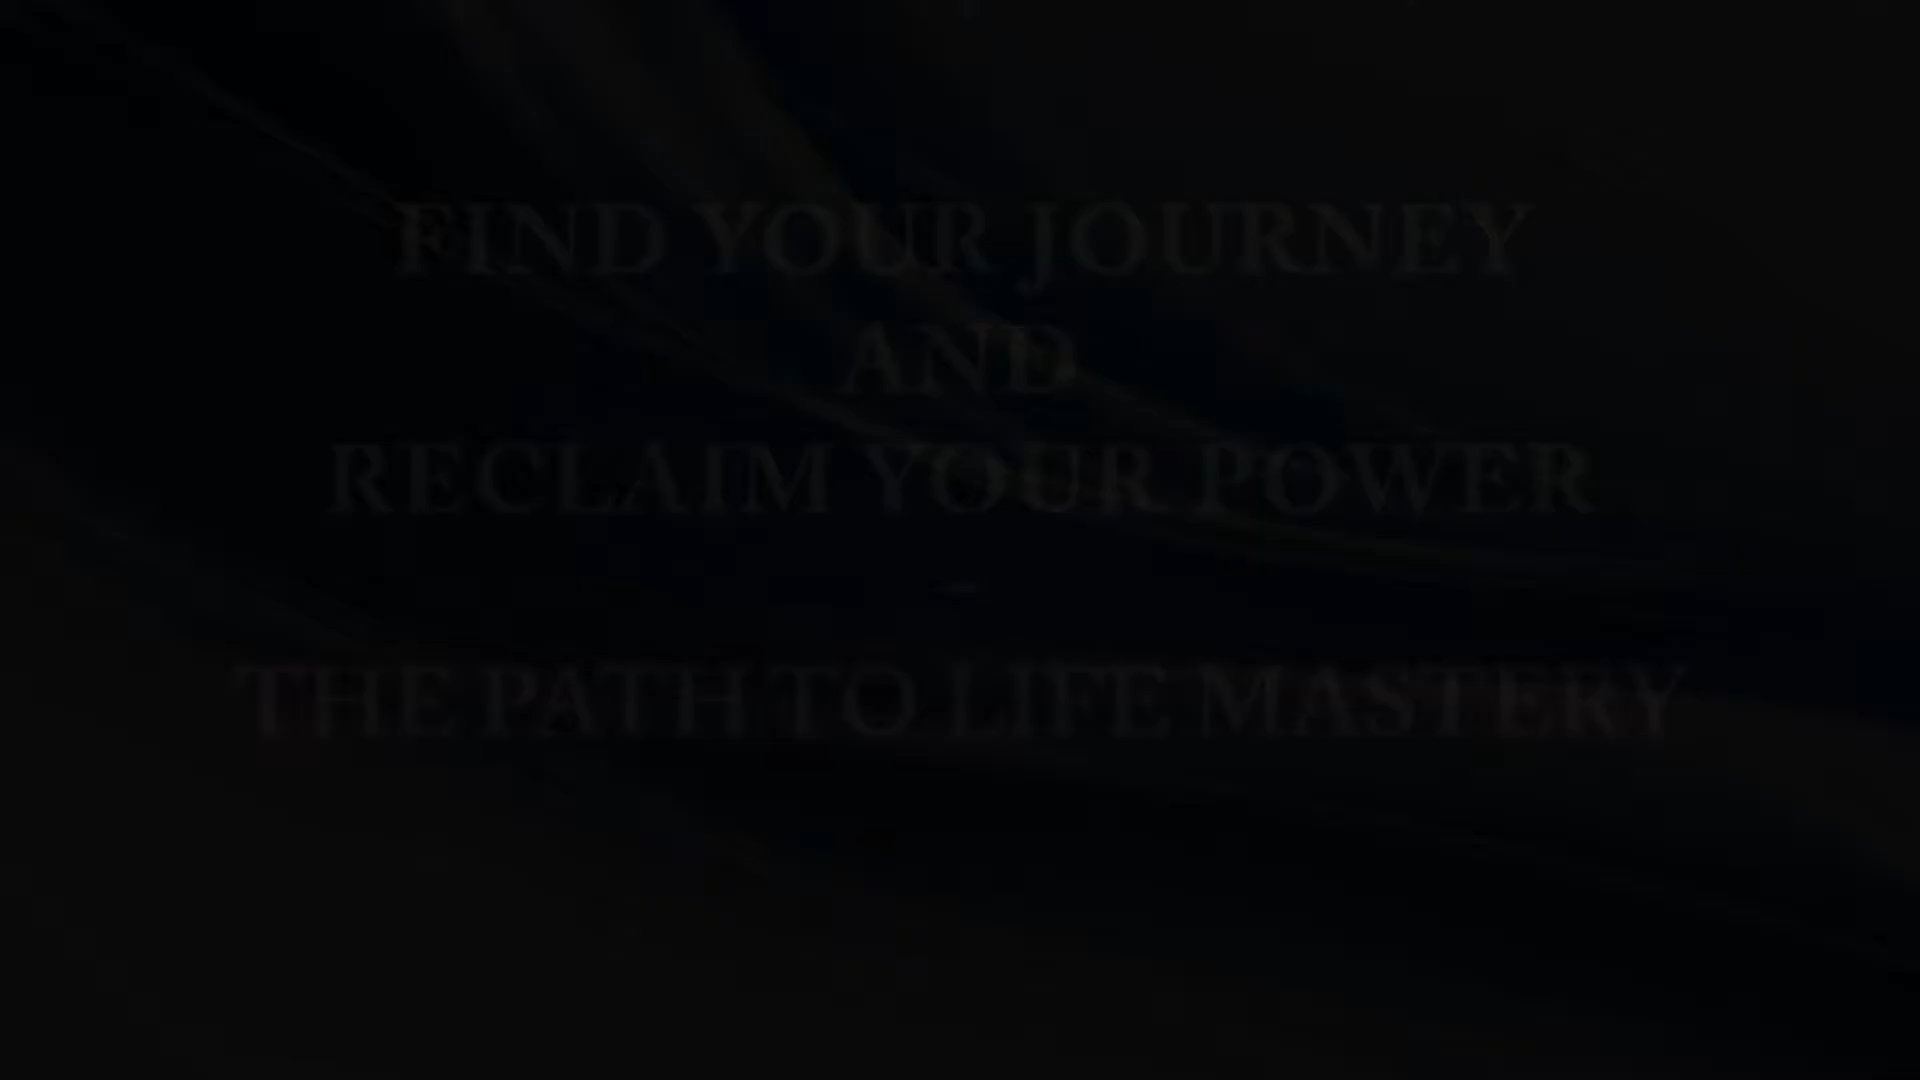 FIND YOUR JOURNEY
AND
RECLAIM YOUR POWER
-
THE PATH TO LIFE MASTERY